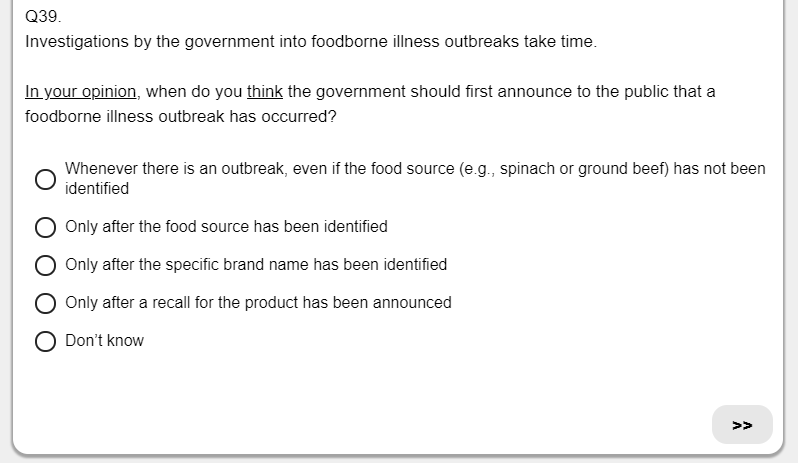 Q39.
Investigations by the government into foodborne illness outbreaks take time.
In your opinion, when do you think the government should first announce to the public that a
foodborne illness outbreak has occurred?
Whenever there is an outbreak, even if the food source (e.g., spinach or ground beef) has not been
identified
Only after the food source has been identified
Only after the specific brand name has been identified
Only after a recall for the product has been announced
Don't know
>>